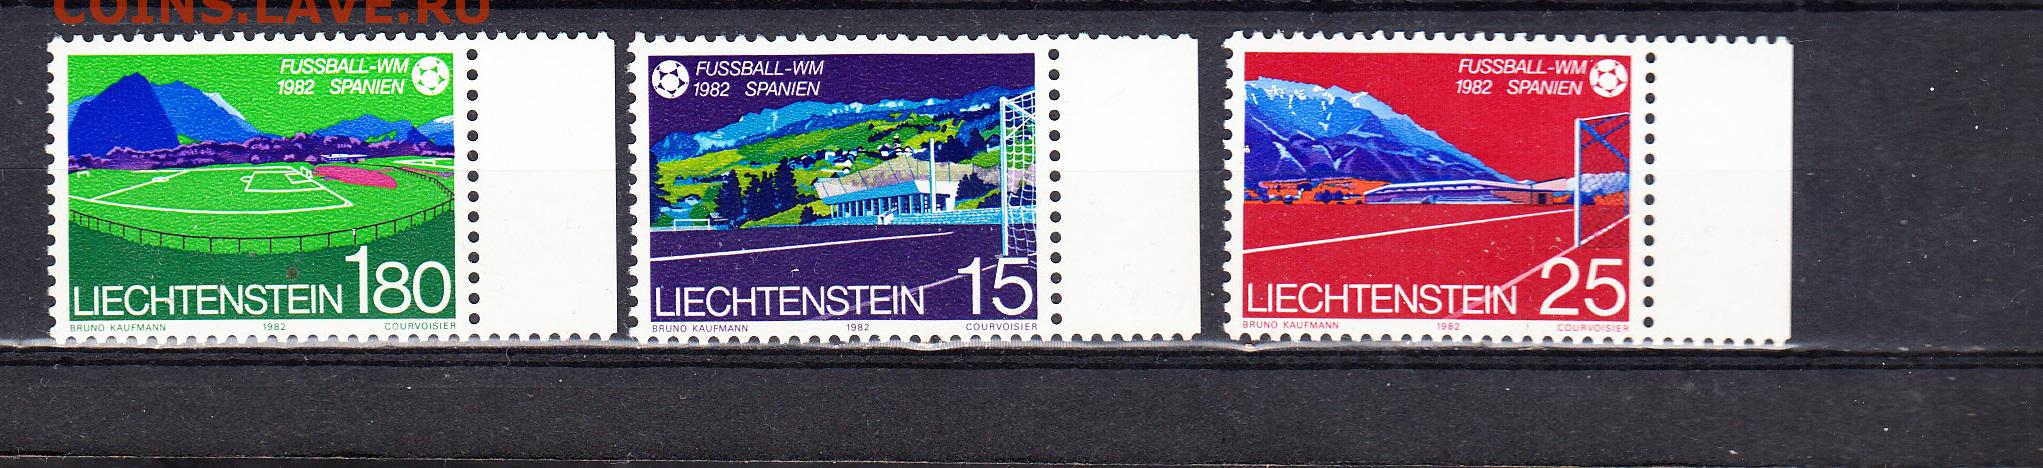 COINS.LAVE.RU
FUSSBALL-WM
1982 SPANIEN
LIECHTENSTEIN 180
BRUNO KAUFMANN 1982 COURVOISIER
FUSSBALL-WM
1982 SPANIEN
LIECHTENSTEIN 15
BRUNO KAUFMANN 1982 COURVOISIER
FUSSBALL-WM
1982 SPANIEN
LIECHTENSTEIN 25
BRUNO KAUFMANN 1982 COURVOISIER